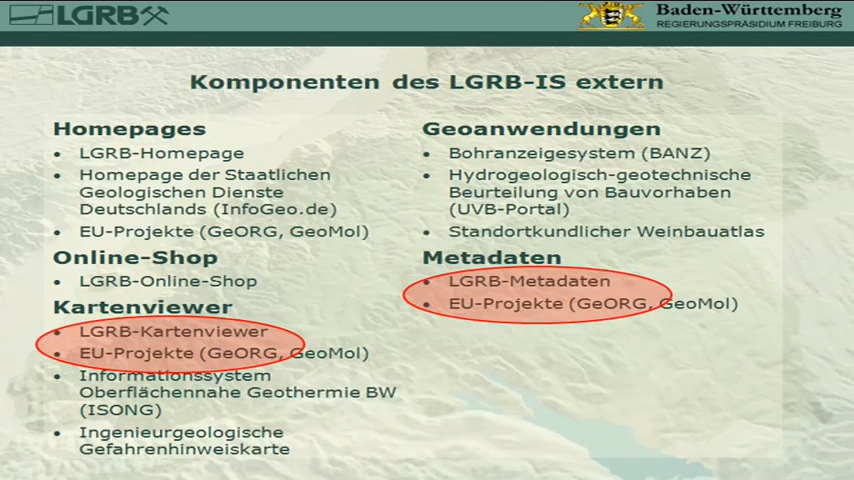 LGRB
Baden-Württemberg
REGIERUNGSPRÄSIDIUM FREIBURG
Komponenten des LGRB-IS extern
Homepages
• LGRB-Homepage
• Homepage der Staatlichen
Geologischen Dienste
Deutschlands (InfoGeo.de)
• EU-Projekte (GeORG, GeoMol)
Online-Shop
• LGRB-Online-Shop
Kartenviewer
• LGRB-Kartenviewer
• EU-Projekte (GeORG, GeoMol)
• Informationssystem
Oberflächennahe Geothermie BW
(ISONG)
• Ingenieurgeologische
Gefahrenhinweiskarte
Geoanwendungen
• Bohranzeigesystem (BANZ)
• Hydrogeologisch-geotechnische
Beurteilung von Bauvorhaben
(UVB-Portal)
• Standortkundlicher Weinbauatlas
Metadaten
• LGRB-Metadaten
• EU-Projekte (GeORG, GeoMol)